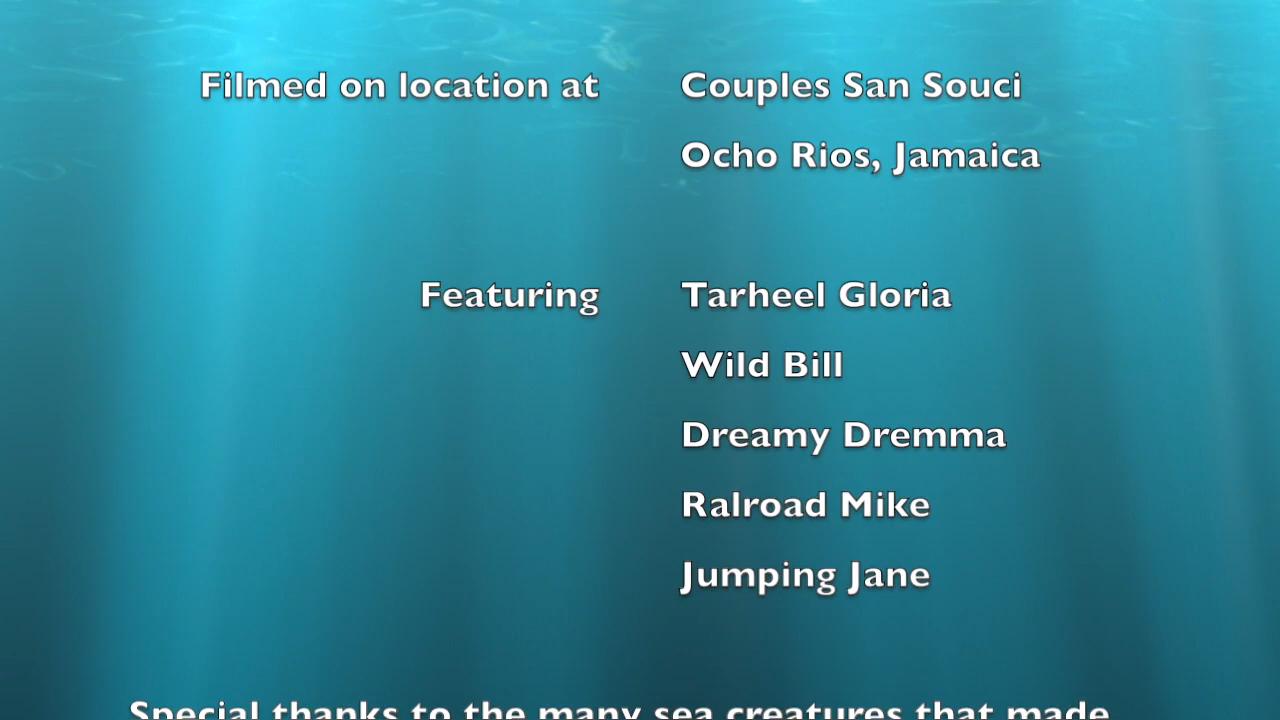 Filmed on location at Couples San Souci
Ocho Rios, Jamaica
Featuring Tarheel Gloria
Wild Bill
Dreamy Dremma
Ralroad Mike
Jumping Jane
Special thanks to the many sea creatures that made